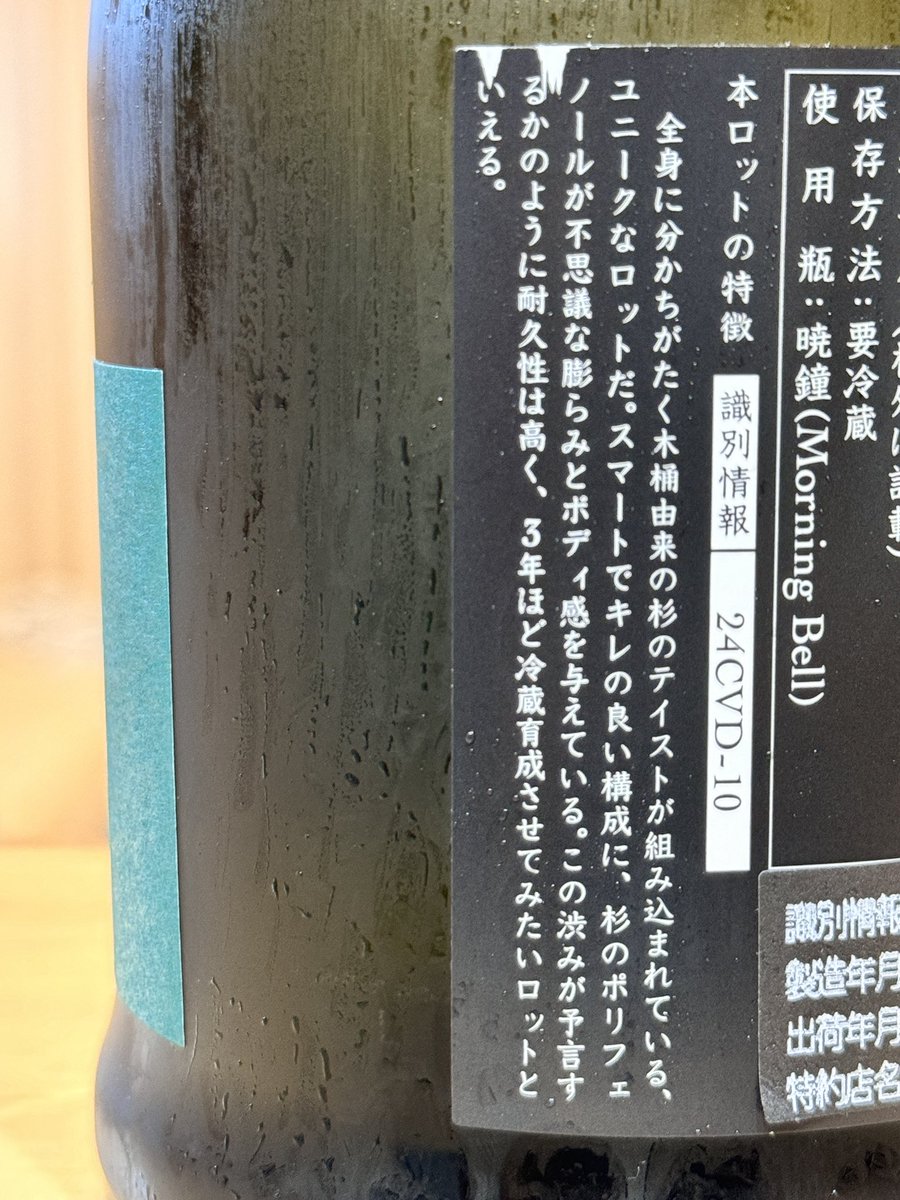 保存方法：要冷蔵
使用瓶：暁鐘(Morning Bell)
本ロットの特徴 識別情報 24CVD-10
全身に分かちがたく木桶由来の杉のテイストが組み込まれている、
ユニークなロットだ。スマートでキレの良い構成に、杉のポリフェ
ノールが不思議な膨らみとボディ感を与えている。この渋みが予言す
るかのように耐久性は高く、3年ほど冷蔵育成させてみたいロットと
いえる。
識別情報
製造年月
出荷年月
特約店名